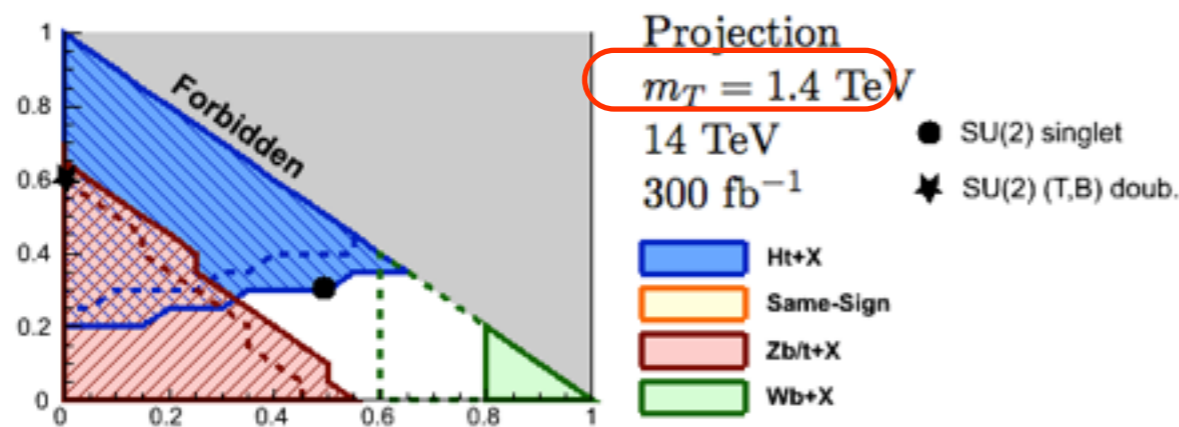 Projection
m_T = 1.4 TeV
14 TeV
300 fb⁻¹
SU(2) singlet
SU(2) (T,B) doub.
Ht+X
Same-Sign
Zb/t+X
Wb+X
Forbidden
1
0.8
0.6
0.4
0.2
0
0 0.2 0.4 0.6 0.8 1